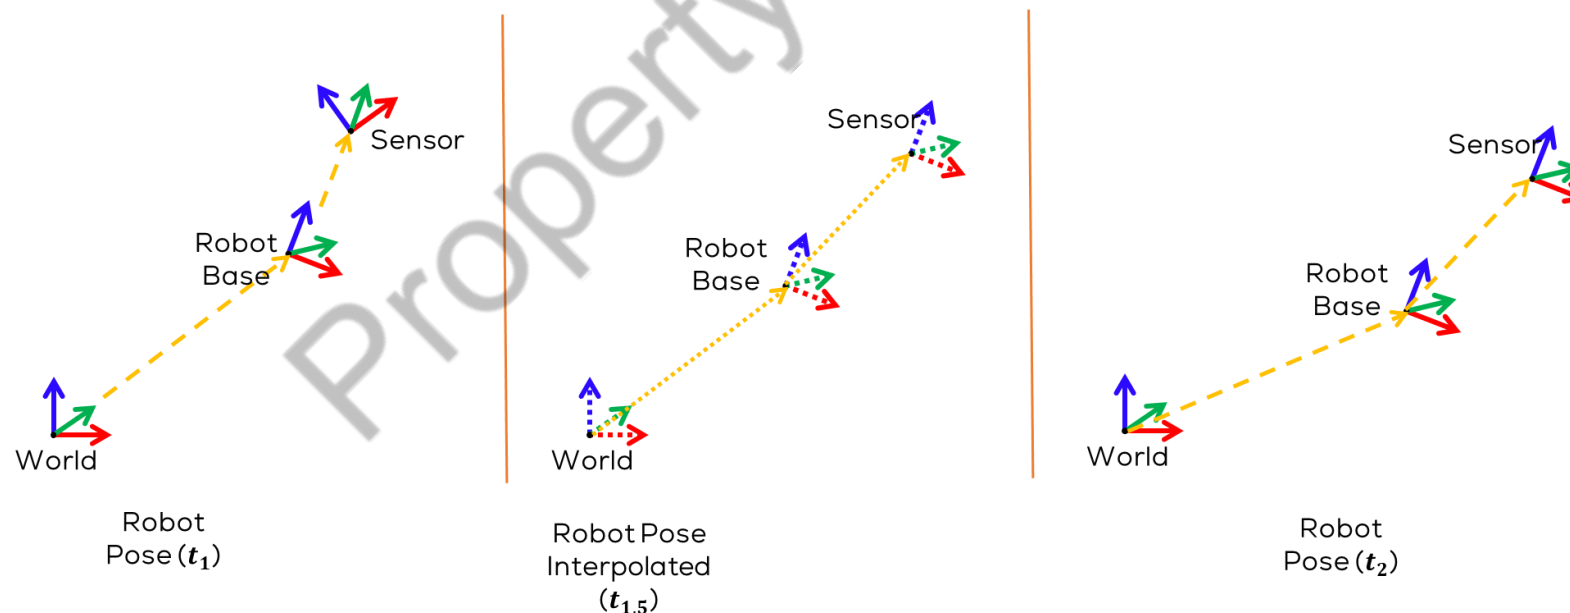 Property
Sensor
Robot
Base
World
Robot
Pose (t1)
Sensor
Robot
Base
World
Robot Pose
Interpolated
(t1.5)
Sensor
Robot
Base
World
Robot
Pose (t2)